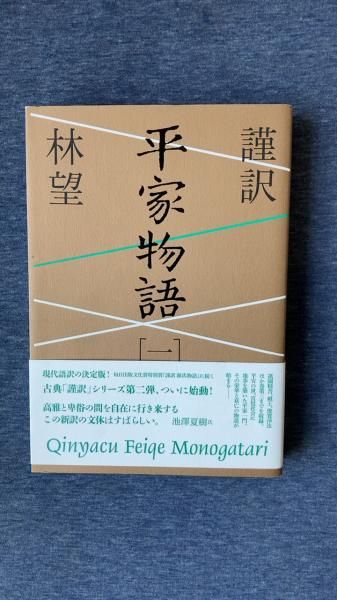 謹訳
平家物語
[一]
林望
現代語訳の決定版!
古典「謹訳」シリーズ第二弾、ついに始動!
高雅と卑俗の間を自在に行き来する
この新訳の文体はすばらしい。 池澤夏樹氏
Qinyacu Feiqe Monogatari